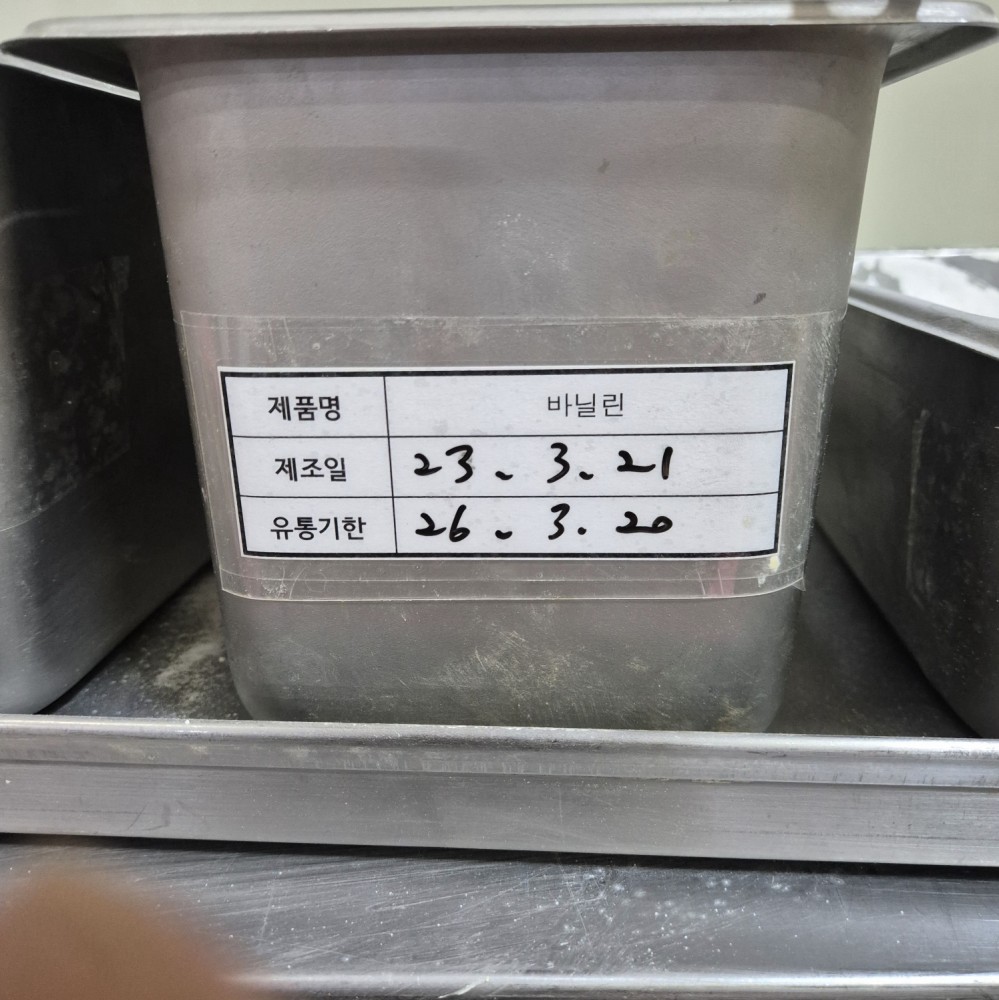 제품명 바닐린
제조일 23. 3. 21
유통기한 26. 3. 20